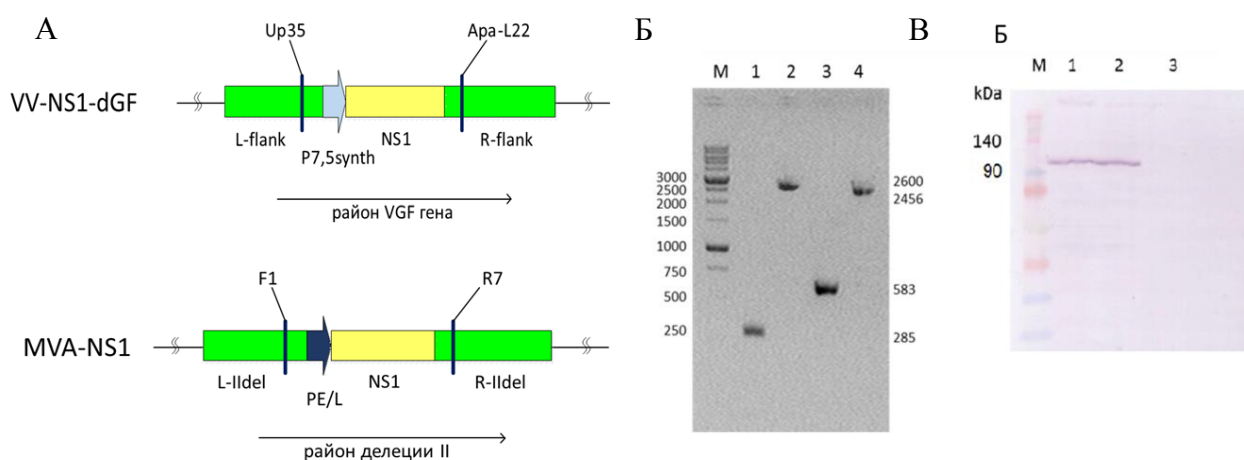 А
Up35
Apa-L22
VV-NS1-dGF
L-flank
NS1
R-flank
P7,5synth
район VGF гена
F1
R7
MVA-NS1
L-IIdel
NS1
R-IIdel
PE/L
район делеции II
Б
M 1 2 3 4
3000
2500
2000
1500
1000
750
500
250
2600
2456
583
285
В
Б
M 1 2 3
kDa
140
90